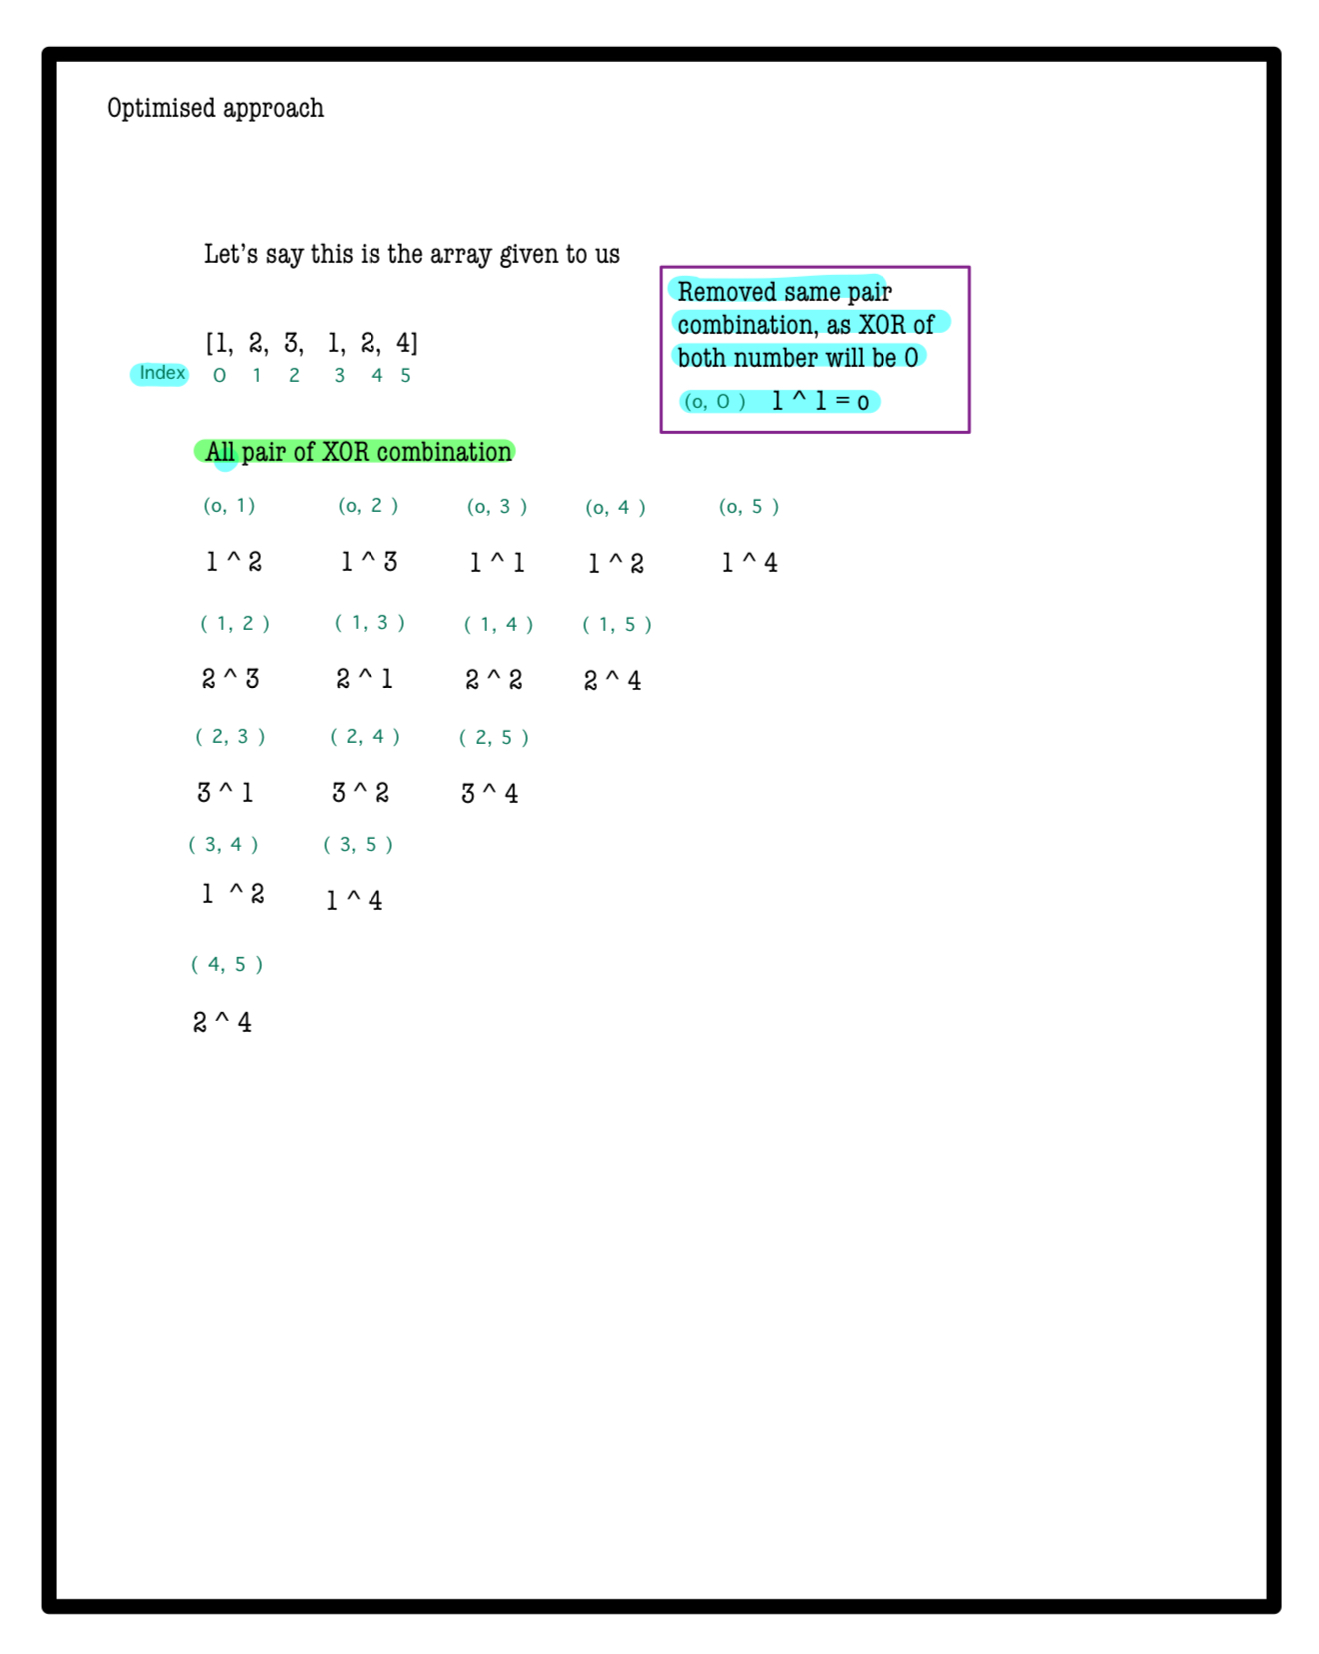 Optimised approach
Let's say this is the array given to us
Removed same pair
combination, as XOR of
both number will be 0
(o, 0 ) 1 ^ 1 = o
[1, 2, 3, 1, 2, 4]
Index 0 1 2 3 4 5
All pair of XOR combination
(o, 1) (o, 2 ) (o, 3 ) (o, 4 ) (o, 5 )
1 ^ 2 1 ^ 3 1 ^ 1 1 ^ 2 1 ^ 4
( 1, 2 ) ( 1, 3 ) ( 1, 4 ) ( 1, 5 )
2 ^ 3 2 ^ 1 2 ^ 2 2 ^ 4
( 2, 3 ) ( 2, 4 ) ( 2, 5 )
3 ^ 1 3 ^ 2 3 ^ 4
( 3, 4 ) ( 3, 5 )
1 ^ 2 1 ^ 4
( 4, 5 )
2 ^ 4